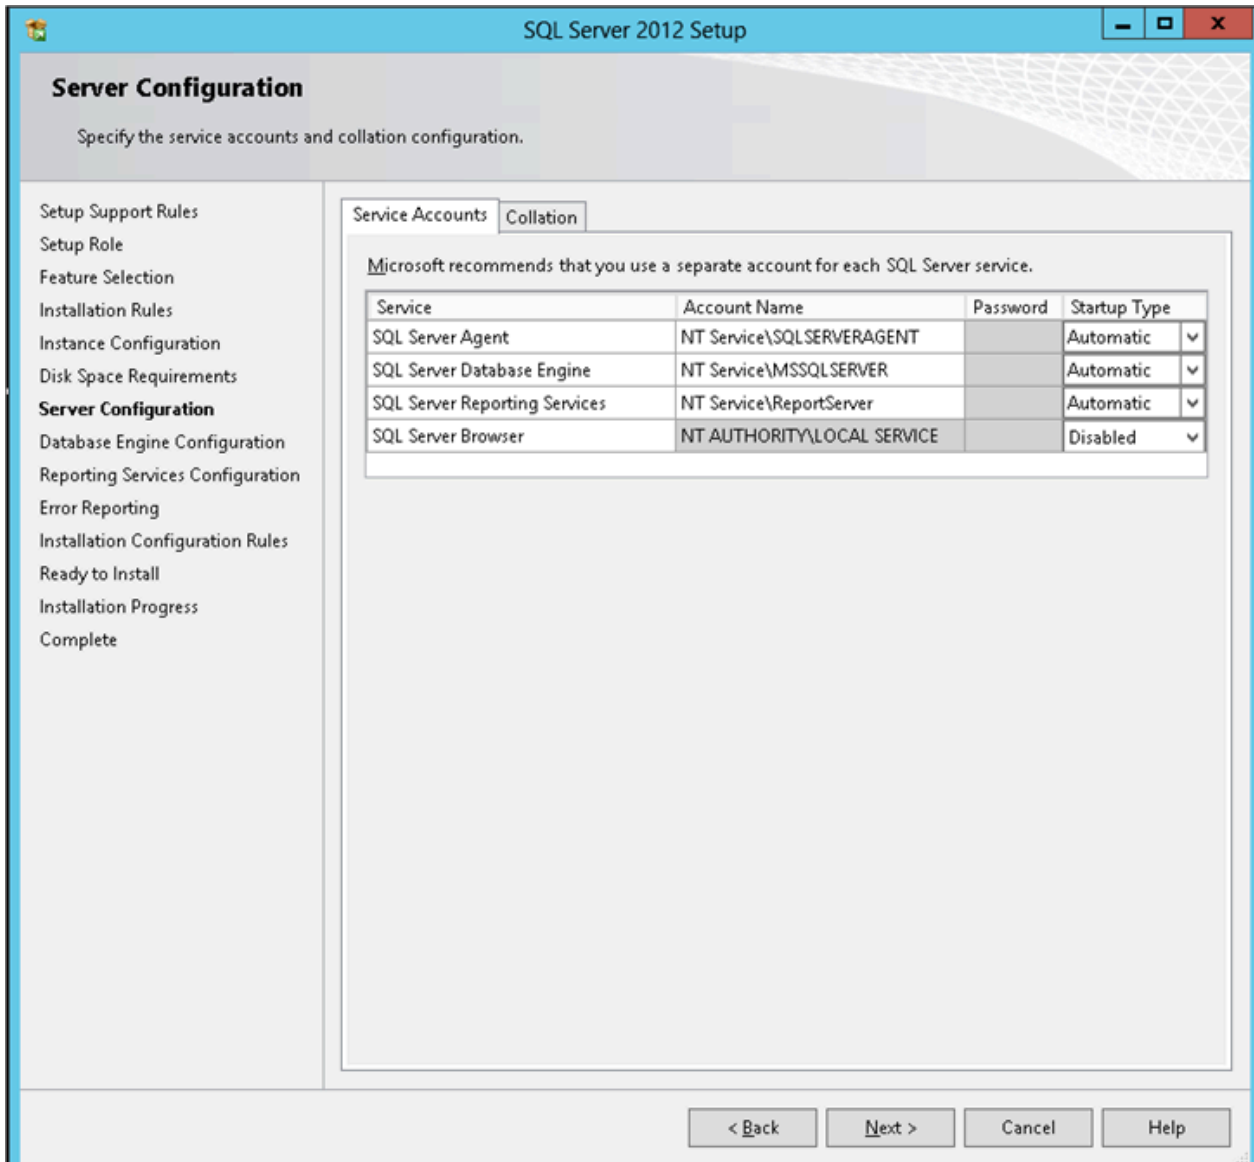 SQL Server 2012 Setup
Server Configuration
Specify the service accounts and collation configuration.
Setup Support Rules
Setup Role
Feature Selection
Installation Rules
Instance Configuration
Disk Space Requirements
Server Configuration
Database Engine Configuration
Reporting Services Configuration
Error Reporting
Installation Configuration Rules
Ready to Install
Installation Progress
Complete
Service Accounts Collation
Microsoft recommends that you use a separate account for each SQL Server service.
Service Account Name Password Startup Type
SQL Server Agent NT Service\SQLSERVERAGENT Automatic
SQL Server Database Engine NT Service\MSSQLSERVER Automatic
SQL Server Reporting Services NT Service\ReportServer Automatic
SQL Server Browser NT AUTHORITY\LOCAL SERVICE Disabled
< Back Next > Cancel Help